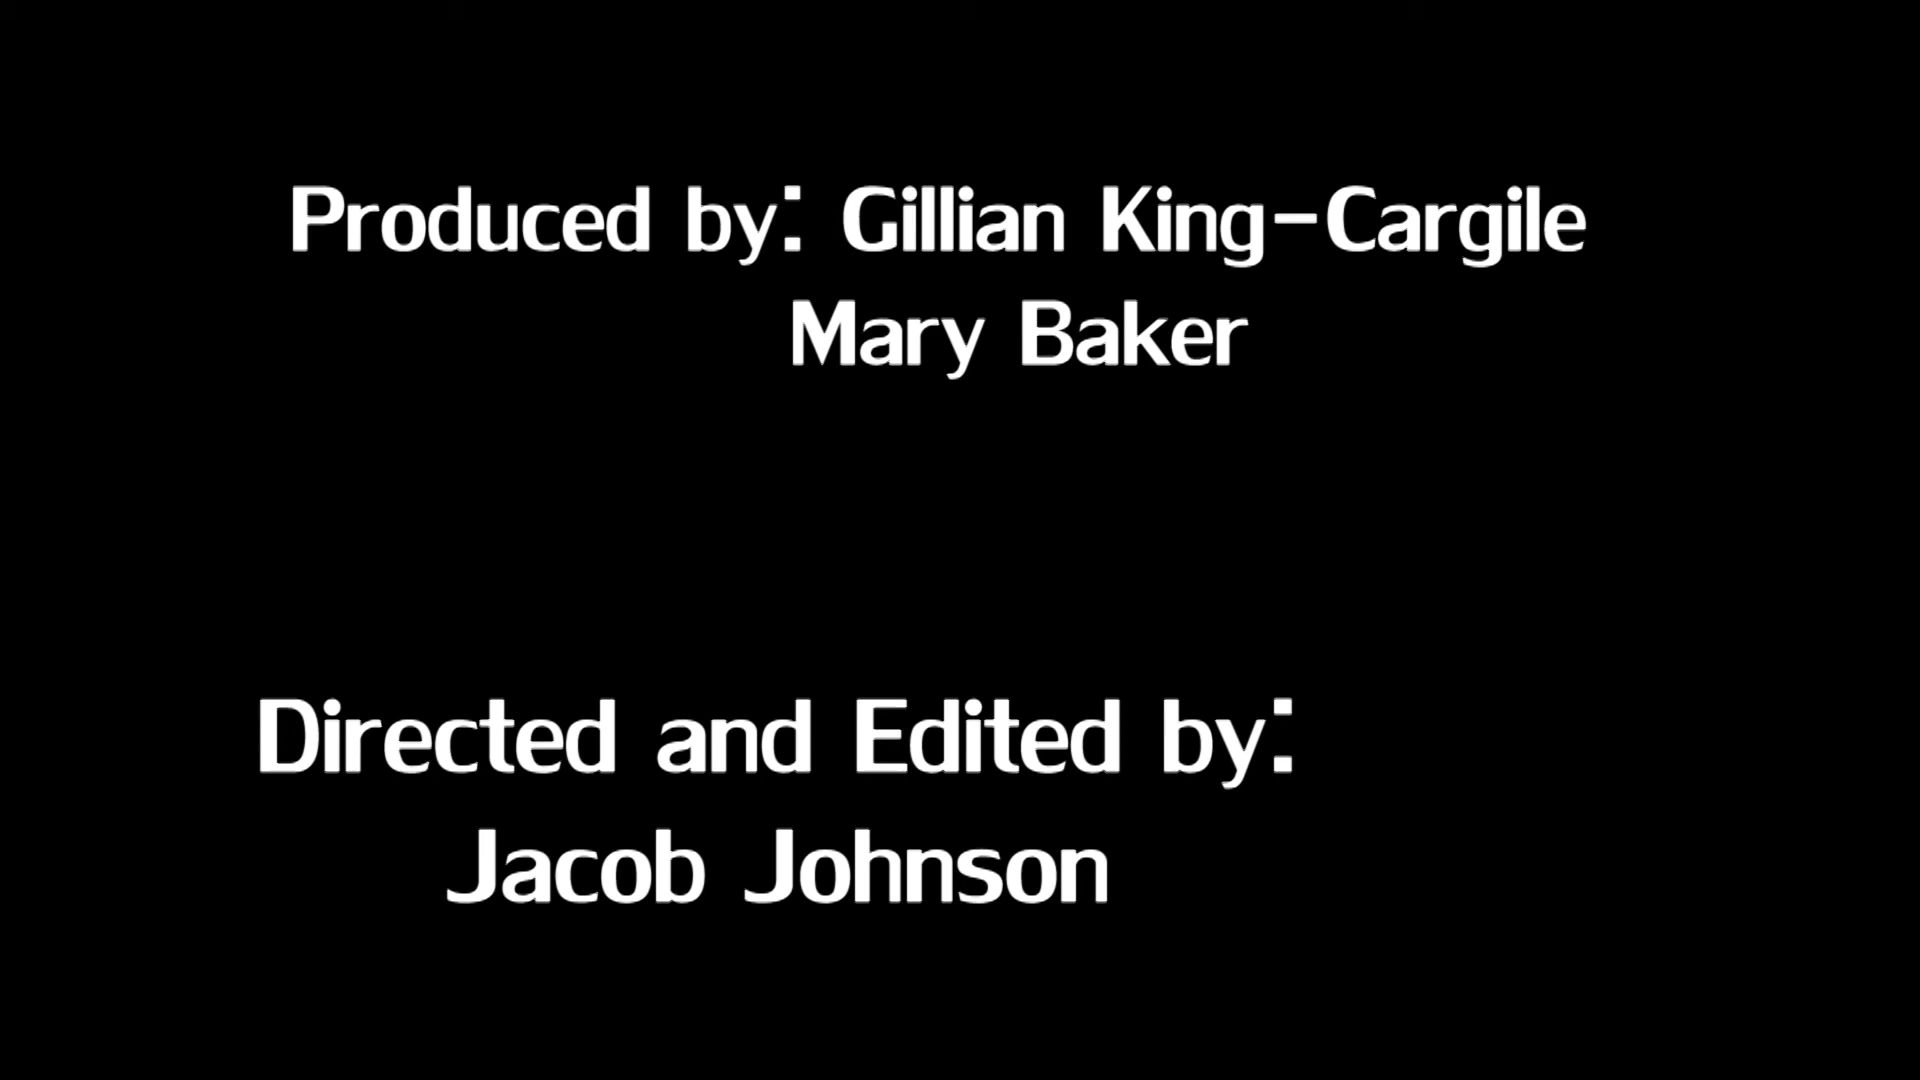 Produced by: Gillian King-Cargile
Mary Baker
Directed and Edited by:
Jacob Johnson